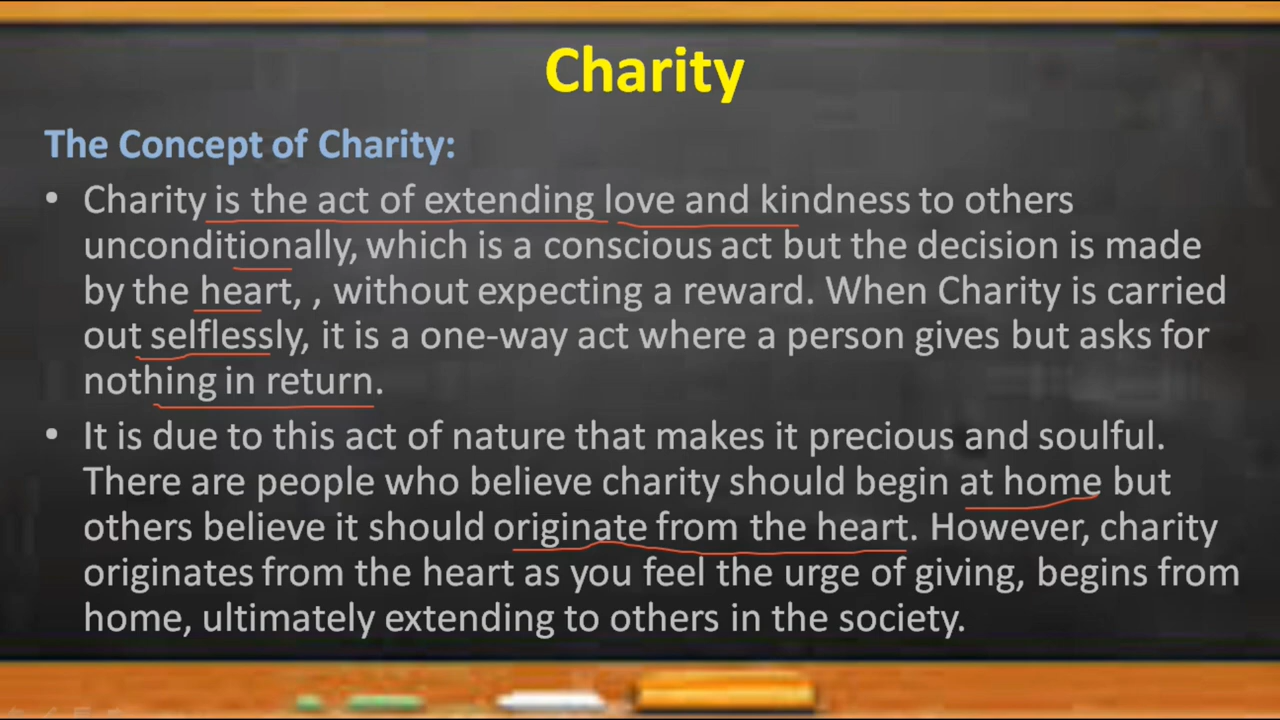 Charity
The Concept of Charity:
• Charity is the act of extending love and kindness to others
unconditionally, which is a conscious act but the decision is made
by the heart, , without expecting a reward. When Charity is carried
out selflessly, it is a one-way act where a person gives but asks for
nothing in return.
• It is due to this act of nature that makes it precious and soulful.
There are people who believe charity should begin at home but
others believe it should originate from the heart. However, charity
originates from the heart as you feel the urge of giving, begins from
home, ultimately extending to others in the society.